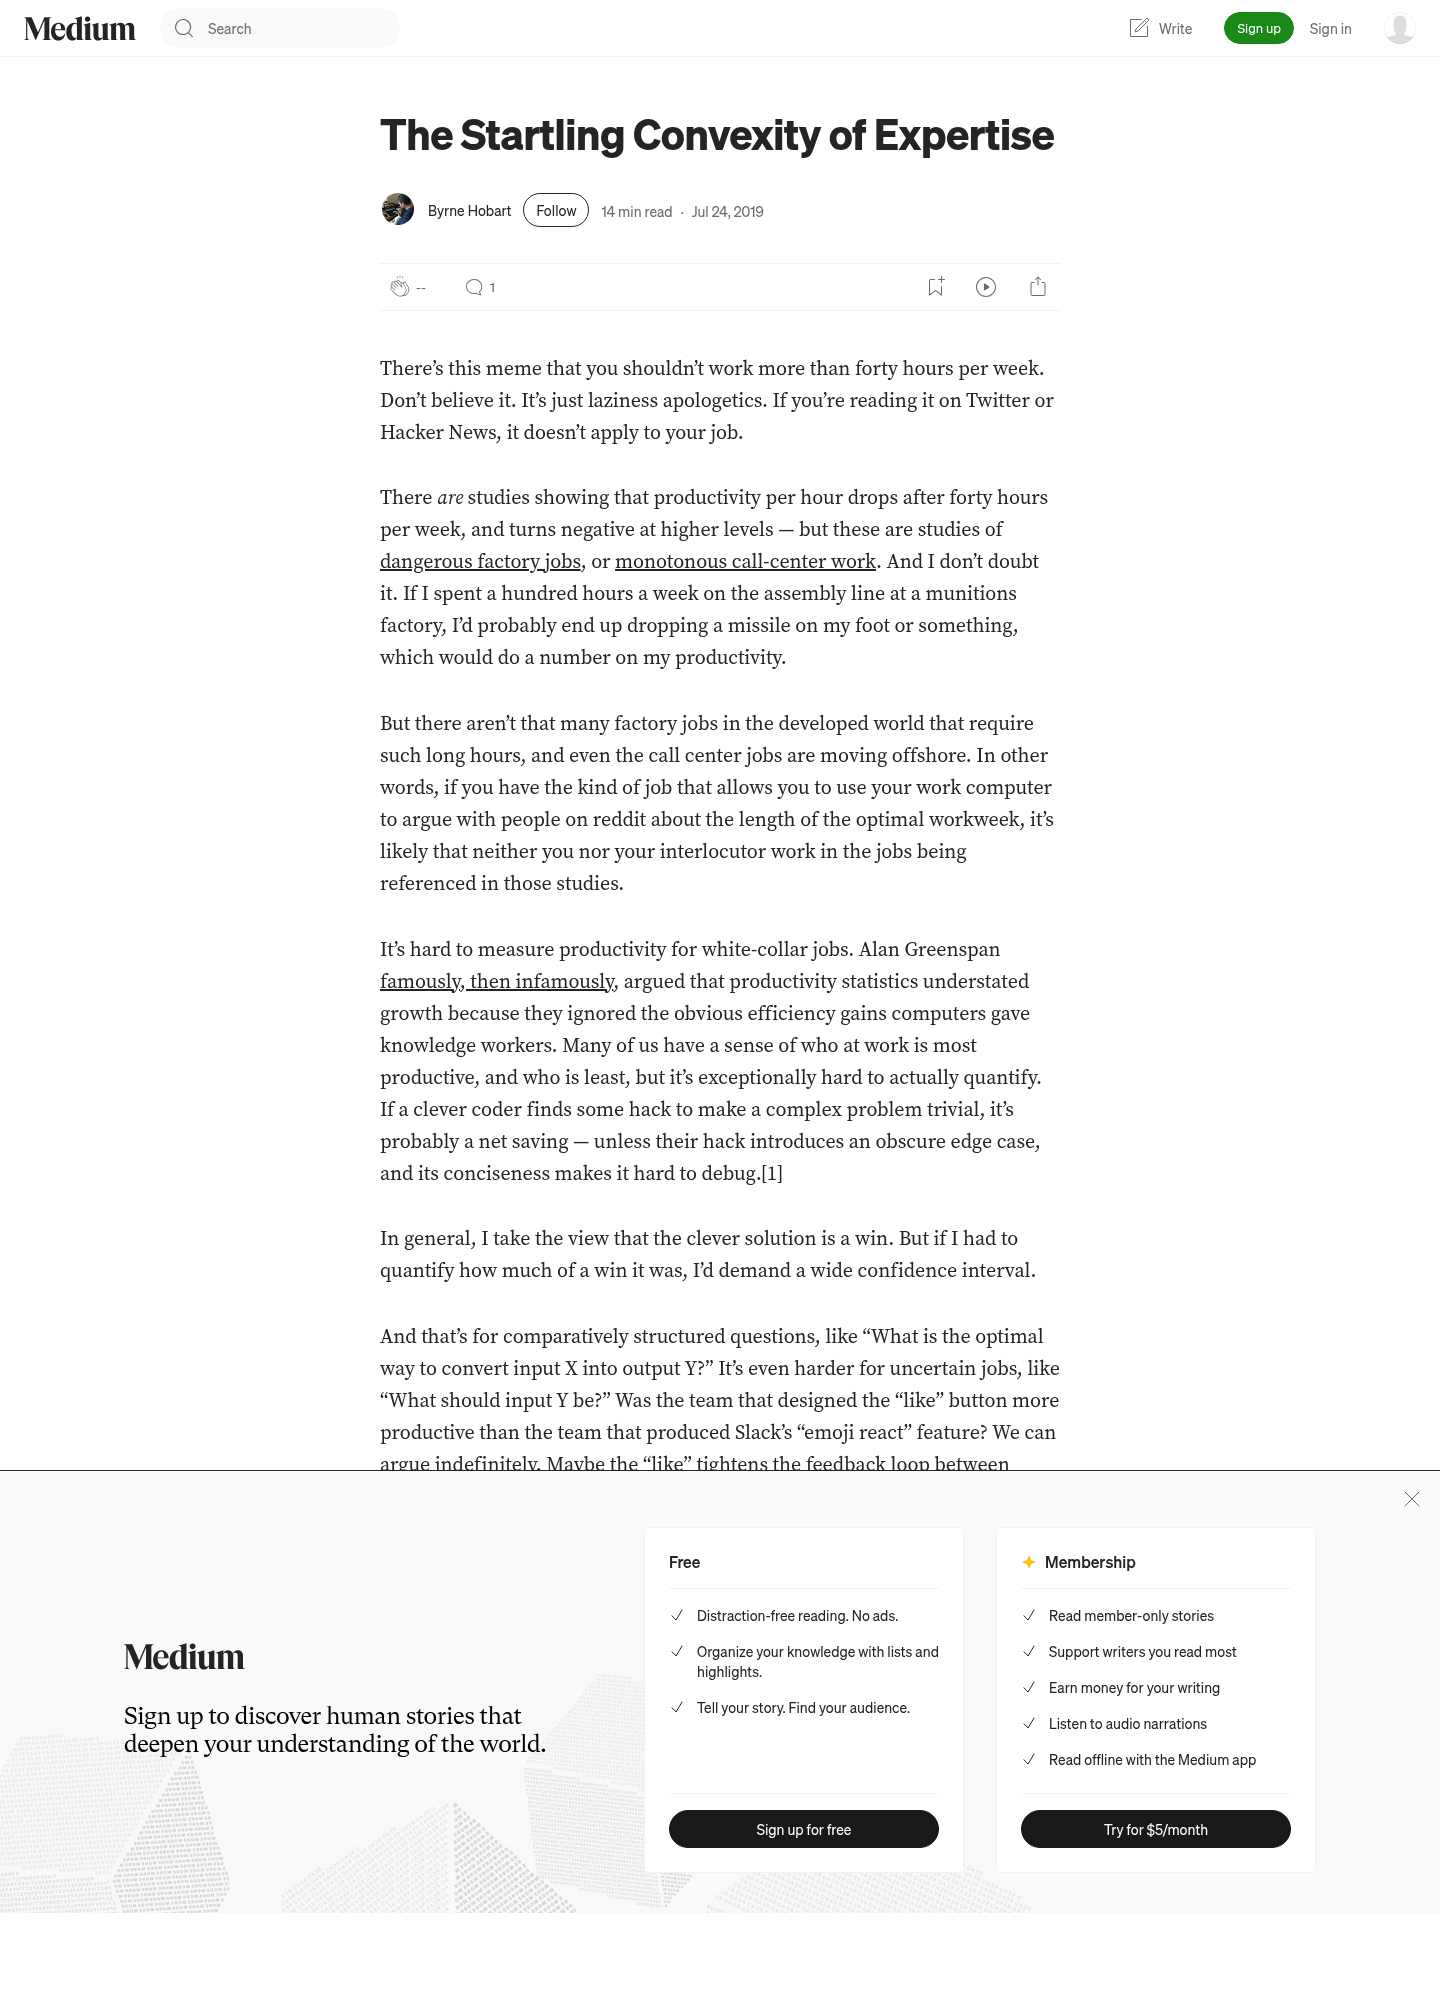 Medium
Search
Write
Sign up
Sign in
The Startling Convexity of Expertise
Byrne Hobart
Follow
14 min read · Jul 24, 2019
--
1
There’s this meme that you shouldn’t work more than forty hours per week.
Don’t believe it. It’s just laziness apologetics. If you’re reading it on Twitter or
Hacker News, it doesn’t apply to your job.
There are studies showing that productivity per hour drops after forty hours
per week, and turns negative at higher levels — but these are studies of
dangerous factory jobs, or monotonous call-center work. And I don’t doubt
it. If I spent a hundred hours a week on the assembly line at a munitions
factory, I’d probably end up dropping a missile on my foot or something,
which would do a number on my productivity.
But there aren’t that many factory jobs in the developed world that require
such long hours, and even the call center jobs are moving offshore. In other
words, if you have the kind of job that allows you to use your work computer
to argue with people on reddit about the length of the optimal workweek, it’s
likely that neither you nor your interlocutor work in the jobs being
referenced in those studies.
It’s hard to measure productivity for white-collar jobs. Alan Greenspan
famously, then infamously, argued that productivity statistics understated
growth because they ignored the obvious efficiency gains computers gave
knowledge workers. Many of us have a sense of who at work is most
productive, and who is least, but it’s exceptionally hard to actually quantify.
If a clever coder finds some hack to make a complex problem trivial, it’s
probably a net saving — unless their hack introduces an obscure edge case,
and its conciseness makes it hard to debug.[1]
In general, I take the view that the clever solution is a win. But if I had to
quantify how much of a win it was, I’d demand a wide confidence interval.
And that’s for comparatively structured questions, like “What is the optimal
way to convert input X into output Y?” It’s even harder for uncertain jobs, like
“What should input Y be?” Was the team that designed the “like” button more
productive than the team that produced Slack’s “emoji react” feature? We can
argue indefinitely. Maybe the “like” tightens the feedback loop between
Medium
Sign up to discover human stories that
deepen your understanding of the world.
Free
Distraction-free reading. No ads.
Organize your knowledge with lists and
highlights.
Tell your story. Find your audience.
Sign up for free
Membership
Read member-only stories
Support writers you read most
Earn money for your writing
Listen to audio narrations
Read offline with the Medium app
Try for $5/month